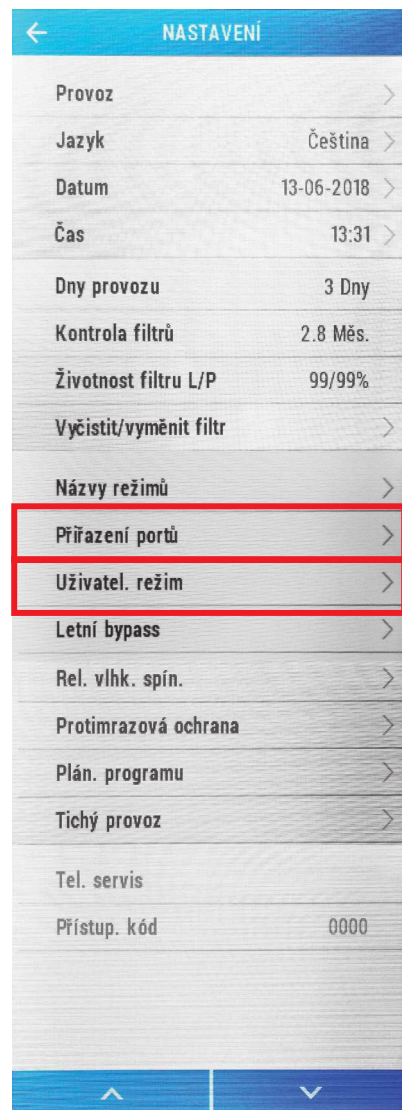 NASTAVENÍ
Provoz
Jazyk Čeština
Datum 13-06-2018
Čas 13:31
Dny provozu 3 Dny
Kontrola filtrů 2.8 Měs.
Životnost filtru L/P 99/99%
Vyčistit/vyměnit filtr
Názvy režimů
Přiřazení portů
Uživatel. režim
Letní bypass
Rel. vlhk. spín.
Protimrazová ochrana
Plán. programu
Tichý provoz
Tel. servis
Přístup. kód 0000